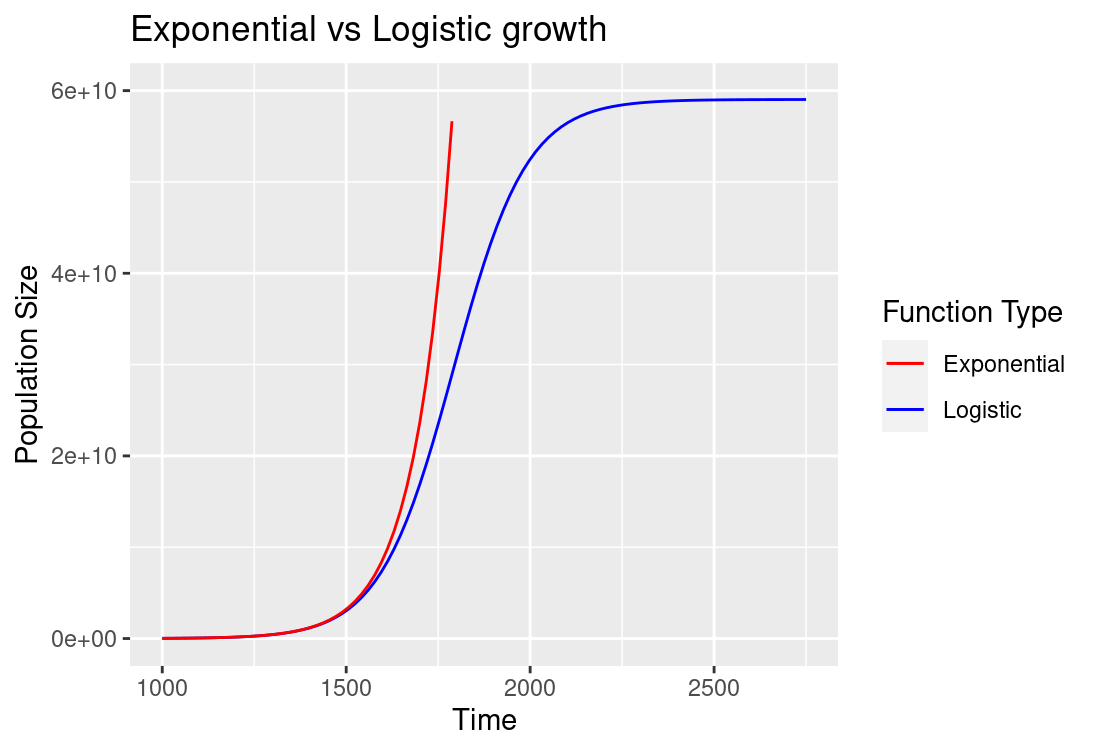 Exponential vs Logistic growth
6e+10
4e+10
2e+10
0e+00
Population Size
1000 1500 2000 2500
Time
Function Type
Exponential
Logistic